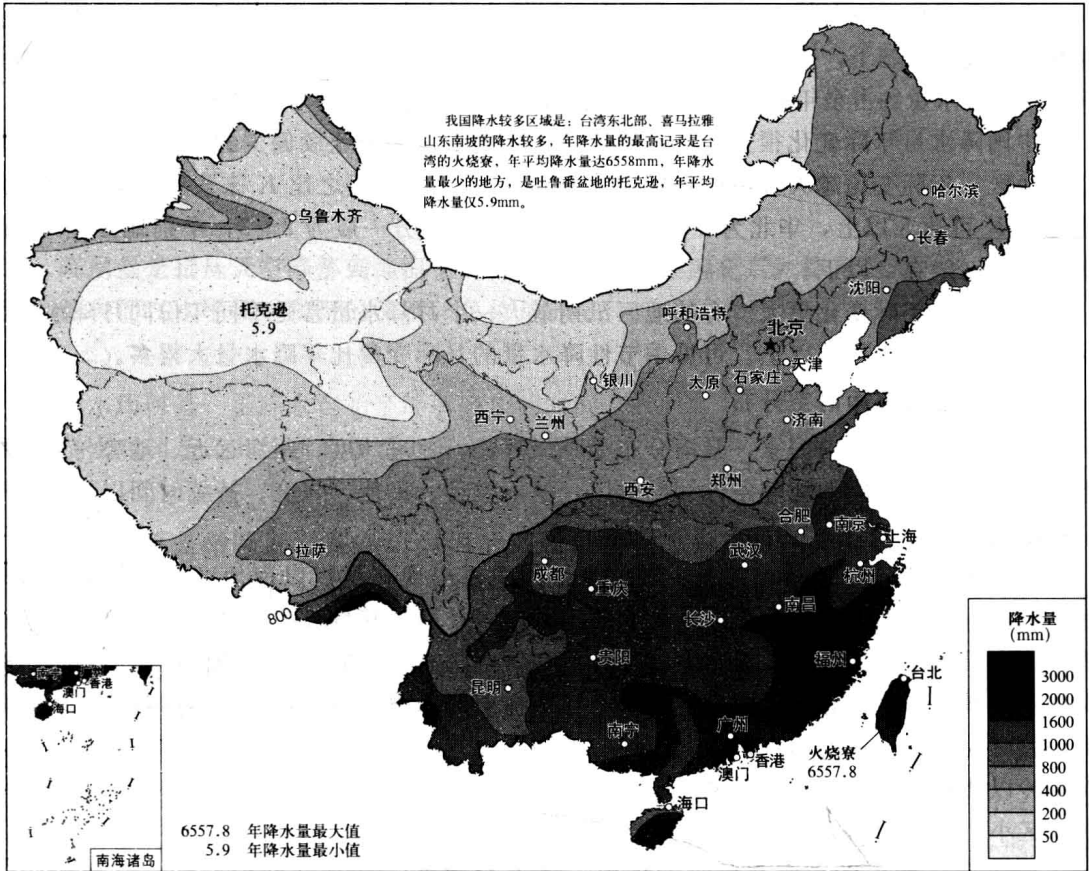 我国降水较多区域是：台湾东北部、喜马拉雅
山东南坡的降水较多，年降水量的最高记录是台
湾的火烧寮，年平均降水量达6558mm，年降水
量最少的地方，是吐鲁番盆地的托克逊，年平均
降水量仅5.9mm。
哈尔滨
乌鲁木齐
长春
沈阳
托克逊
5.9
呼和浩特
北京
天津
银川
太原
石家庄
西宁
兰州
济南
西安
郑州
合肥
南京
上海
拉萨
成都
武汉
杭州
重庆
800
长沙
南昌
贵阳
福州
昆明
台北
南宁
广州
香港
澳门
火烧寮
6557.8
海口
降水量
(mm)
3000
2000
1600
1000
800
400
200
50
南宁
香港
澳门
海口
南海诸岛
6557.8 年降水量最大值
5.9 年降水量最小值